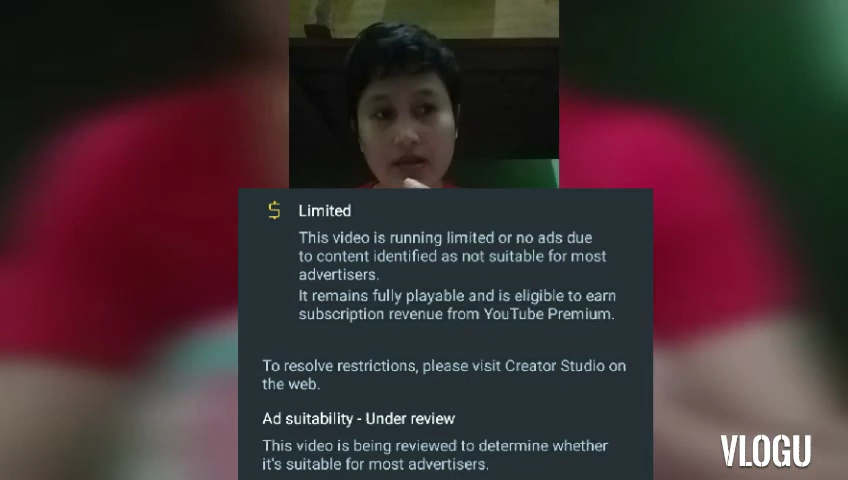 Limited
This video is running limited or no ads due
to content identified as not suitable for most
advertisers.
It remains fully playable and is eligible to earn
subscription revenue from YouTube Premium.
To resolve restrictions, please visit Creator Studio on
the web.
Ad suitability - Under review
This video is being reviewed to determine whether
it's suitable for most advertisers.
VLOGU